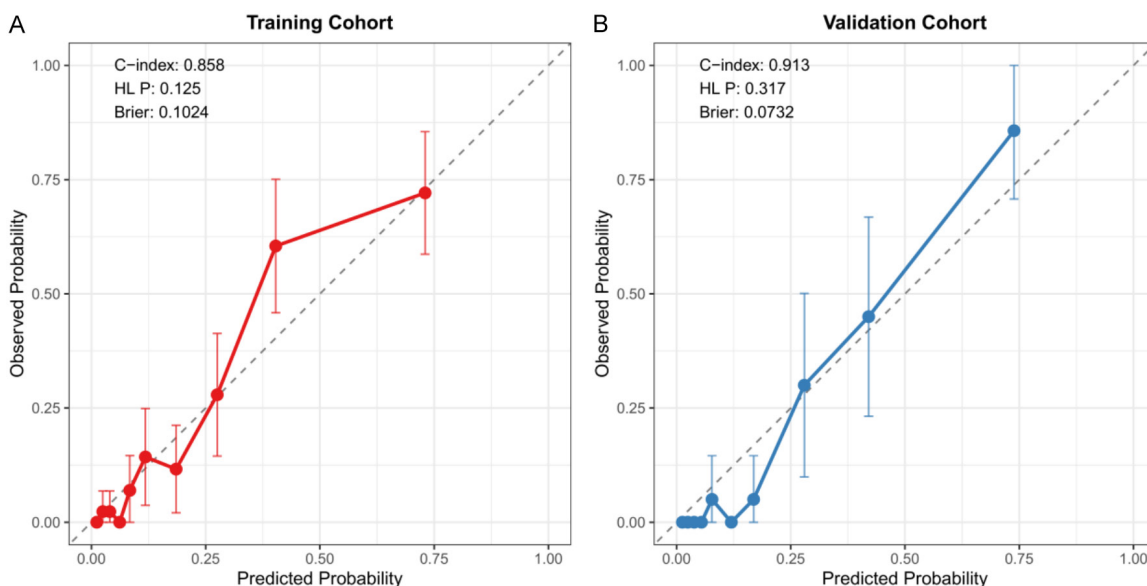 A
Training Cohort
C−index: 0.858
HL P: 0.125
Brier: 0.1024
Observed Probability
1.00
0.75
0.50
0.25
0.00
0.00 0.25 0.50 0.75 1.00
Predicted Probability
B
Validation Cohort
C−index: 0.913
HL P: 0.317
Brier: 0.0732
Observed Probability
1.00
0.75
0.50
0.25
0.00
0.00 0.25 0.50 0.75 1.00
Predicted Probability